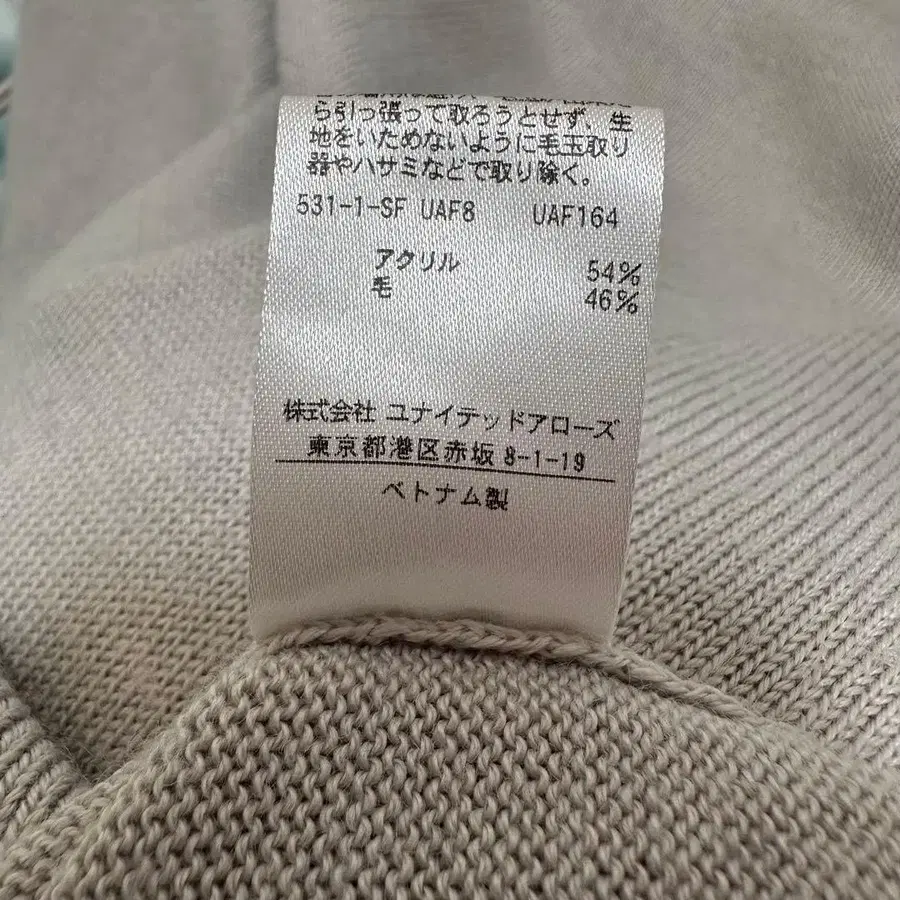 ら引っ張って取ろうとせず、生
地をいためないように毛玉取り
器やハサミなどで取り除く。
531-1-SF UAF8 UAF164
アクリル 54%
毛 46%
株式会社 ユナイテッドアローズ
東京都港区赤坂 8-1-19
ベトナム製